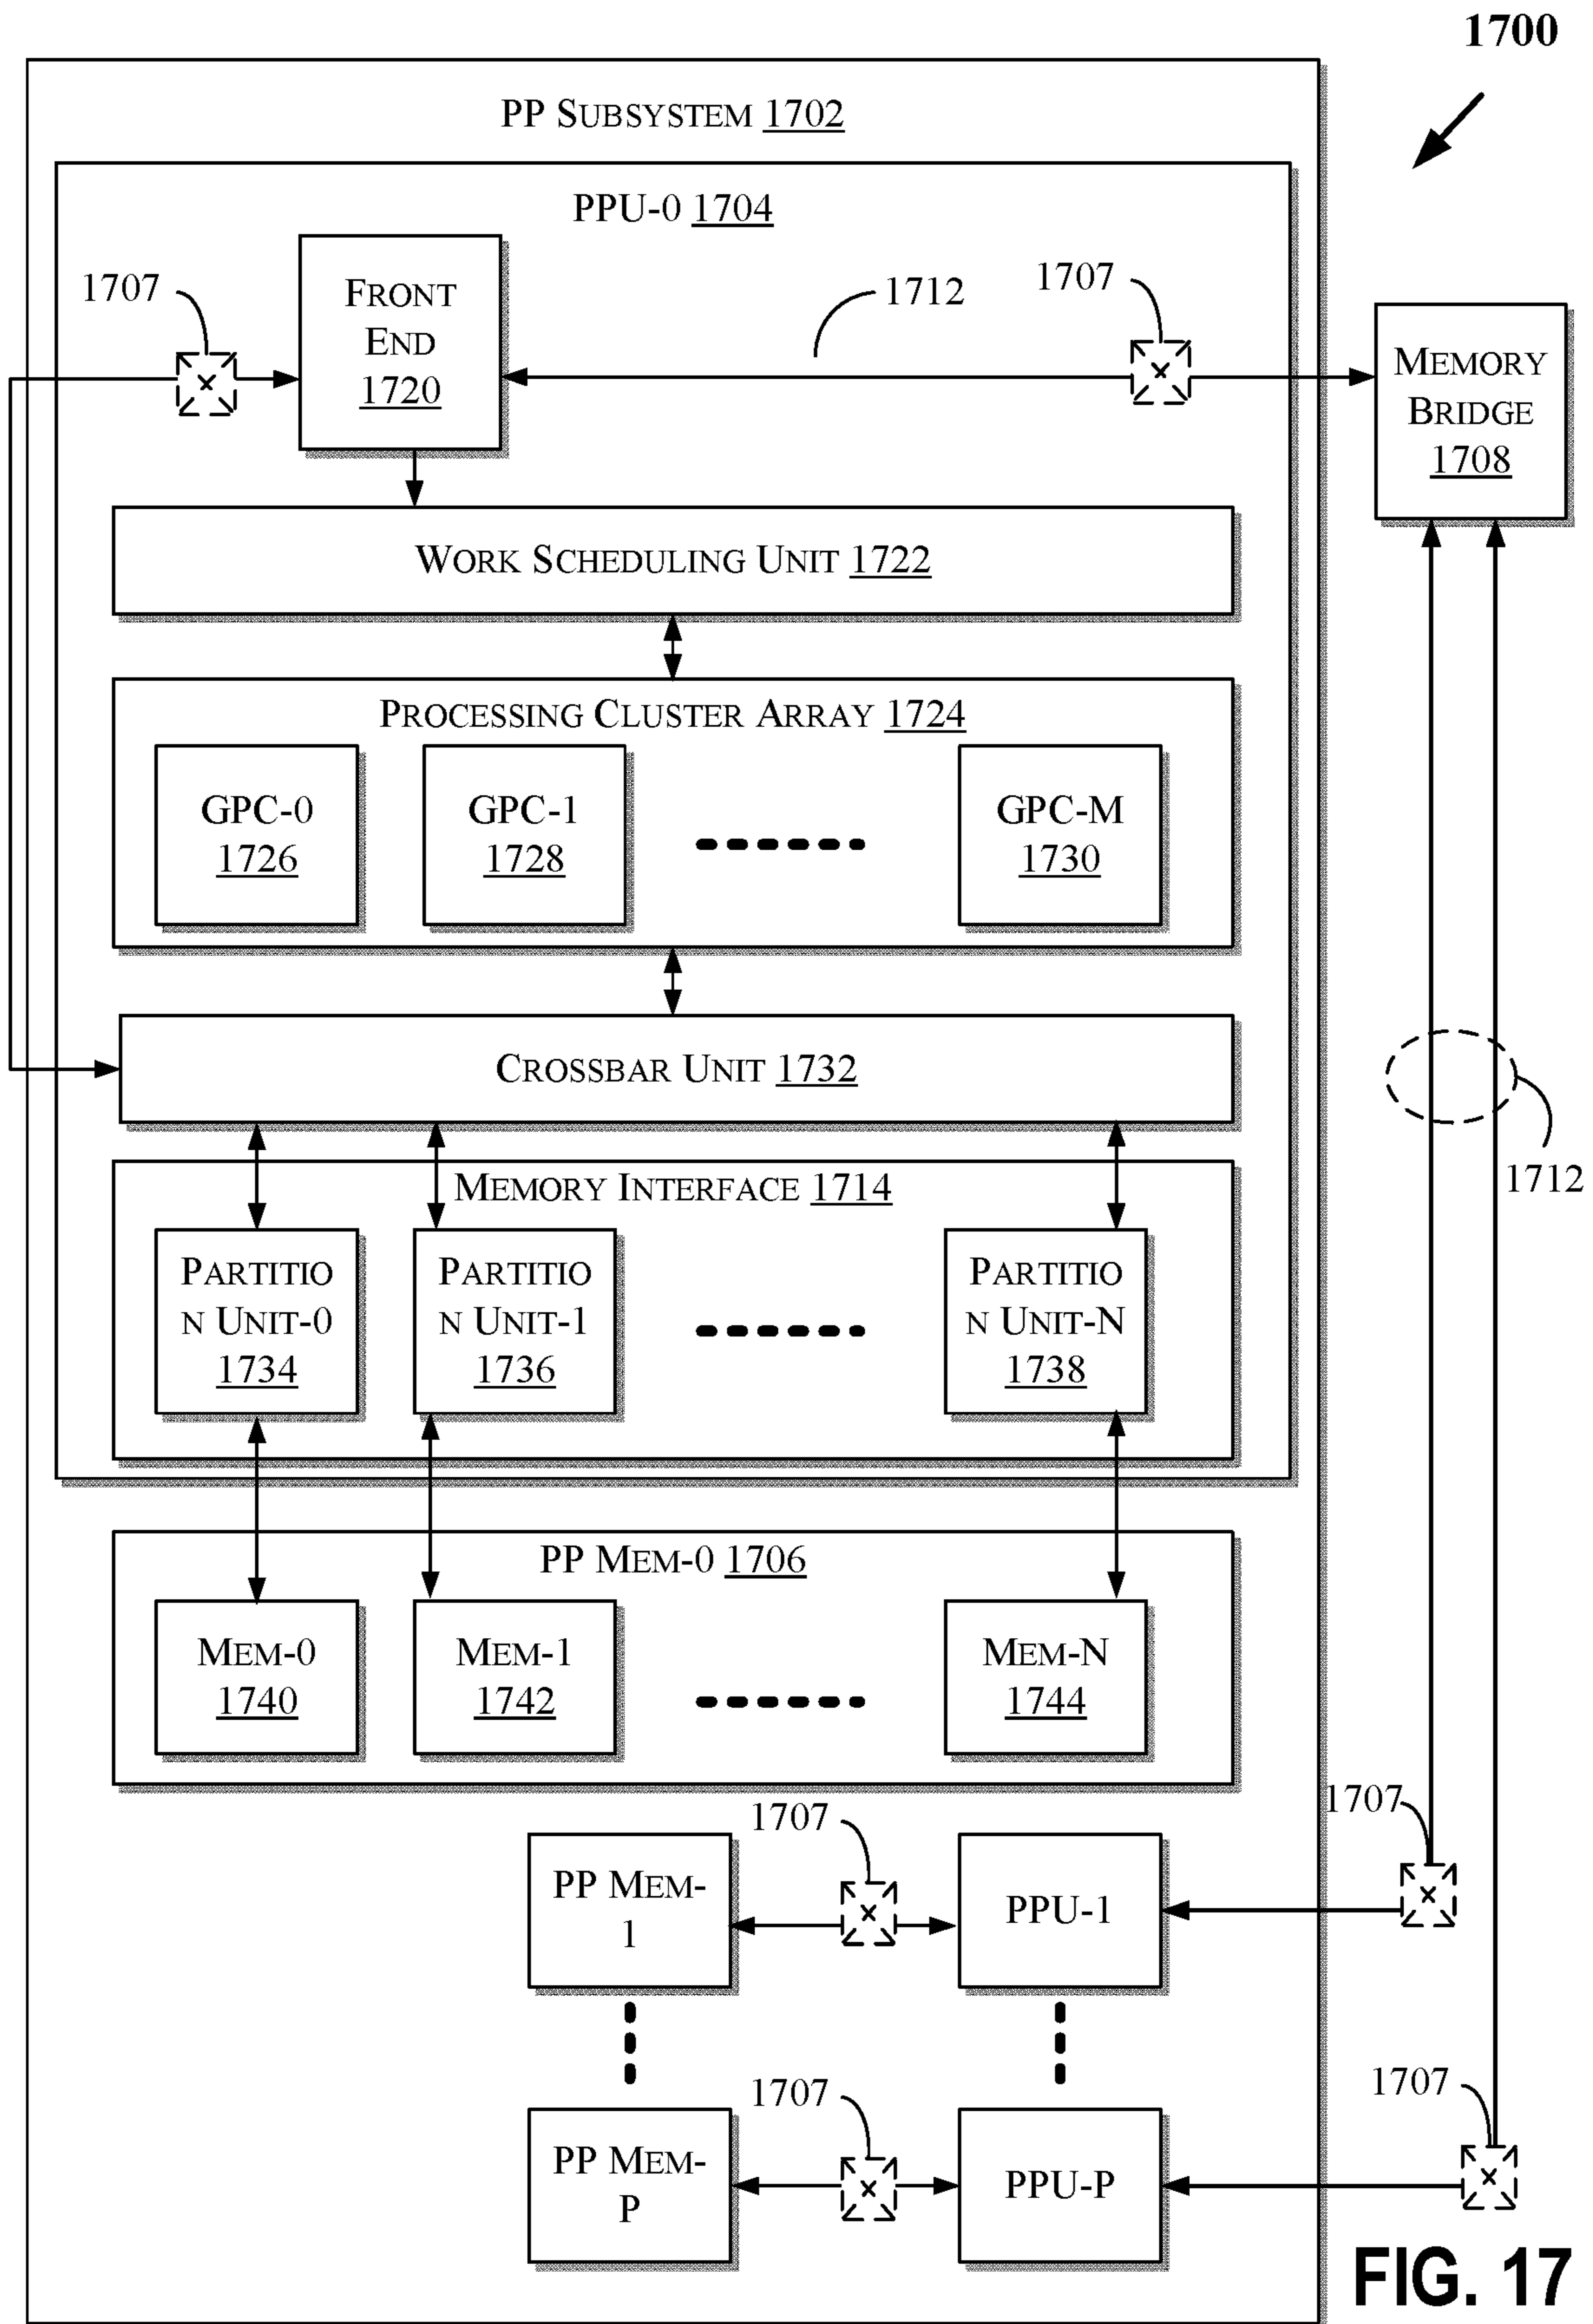 1700
PP SUBSYSTEM 1702
PPU-0 1704
1707
FRONT
END
1720
1712
1707
MEMORY
BRIDGE
1708
WORK SCHEDULING UNIT 1722
PROCESSING CLUSTER ARRAY 1724
GPC-0
1726
GPC-1
1728
GPC-M
1730
CROSSBAR UNIT 1732
1712
MEMORY INTERFACE 1714
PARTITIO
N UNIT-0
1734
PARTITIO
N UNIT-1
1736
PARTITIO
N UNIT-N
1738
PP MEM-0 1706
MEM-0
1740
MEM-1
1742
MEM-N
1744
1707
1707
PP MEM-
1
PPU-1
1707
1707
PP MEM-
P
PPU-P
FIG. 17